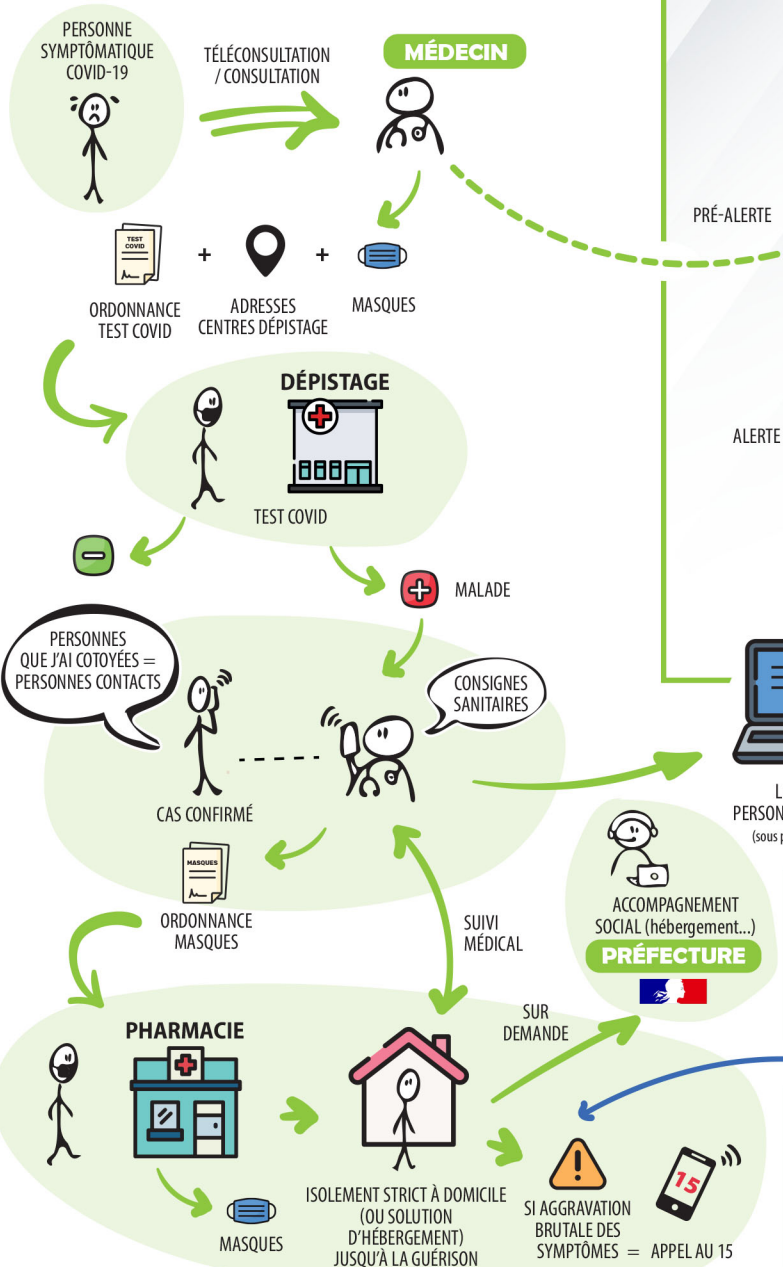 PERSONNE
SYMPTÔMATIQUE
COVID-19
TÉLÉCONSULTATION
/ CONSULTATION
MÉDECIN
PRÉ-ALERTE
TEST
COVID
+
+
ORDONNANCE
TEST COVID
ADRESSES
CENTRES DÉPISTAGE
MASQUES
DÉPISTAGE
ALERTE
TEST COVID
MALADE
PERSONNES
QUE J'AI COTOYÉES =
PERSONNES CONTACTS
CONSIGNES
SANITAIRES
CAS CONFIRMÉ
L
PERSON
(sous p
MASQUES
ORDONNANCE
MASQUES
SUIVI
MÉDICAL
ACCOMPAGNEMENT
SOCIAL (hébergement...)
PRÉFECTURE
SUR
DEMANDE
PHARMACIE
MASQUES
ISOLEMENT STRICT À DOMICILE
(OU SOLUTION
D'HÉBERGEMENT)
JUSQU'À LA GUÉRISON
15
SI AGGRAVATION
BRUTALE DES
SYMPTÔMES = APPEL AU 15